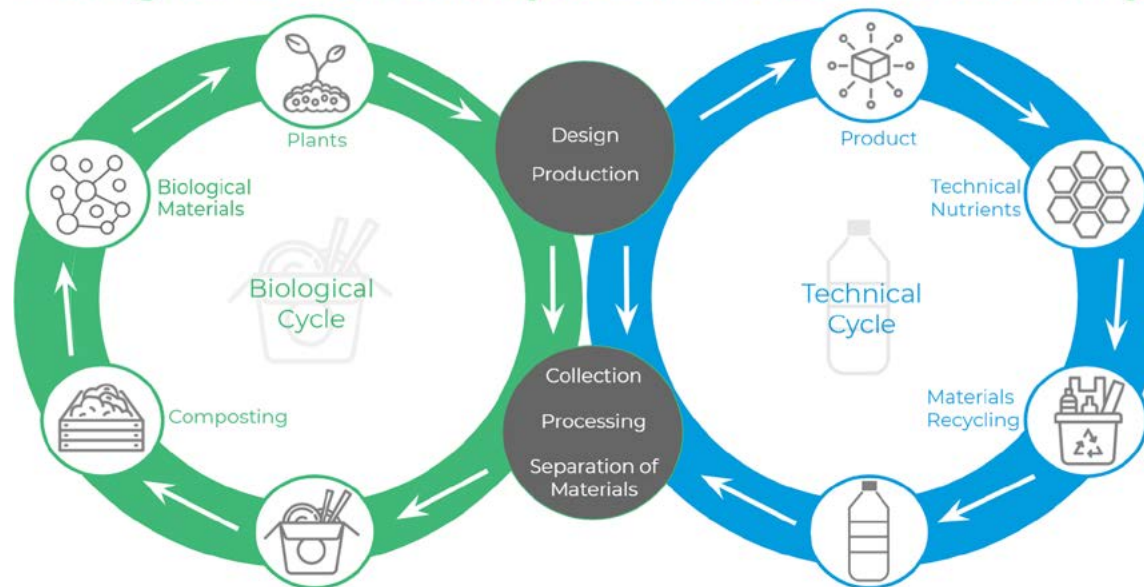 Plants
Biological
Materials
Biological
Cycle
Composting
Design
Production
Collection
Processing
Separation of
Materials
Product
Technical
Nutrients
Technical
Cycle
Materials
Recycling